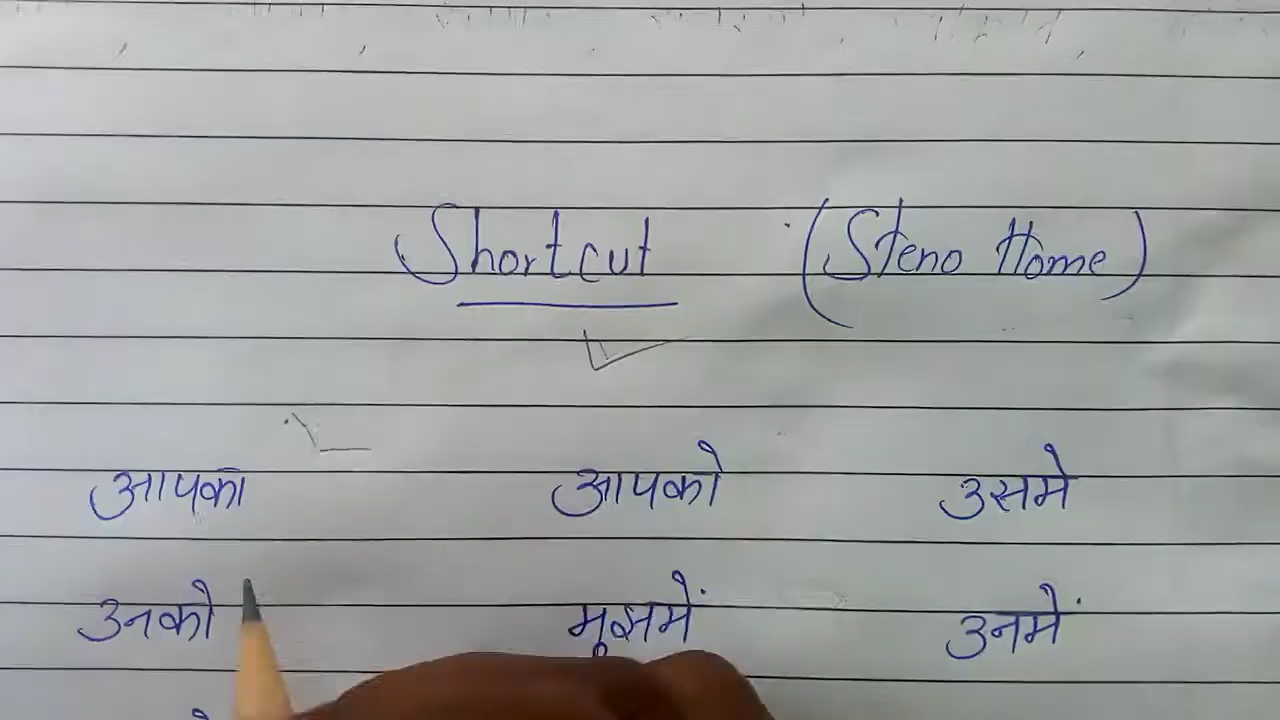 Shortcut (Steno Home)
आपका आपको उसमे
उनको मुझमें उनमें